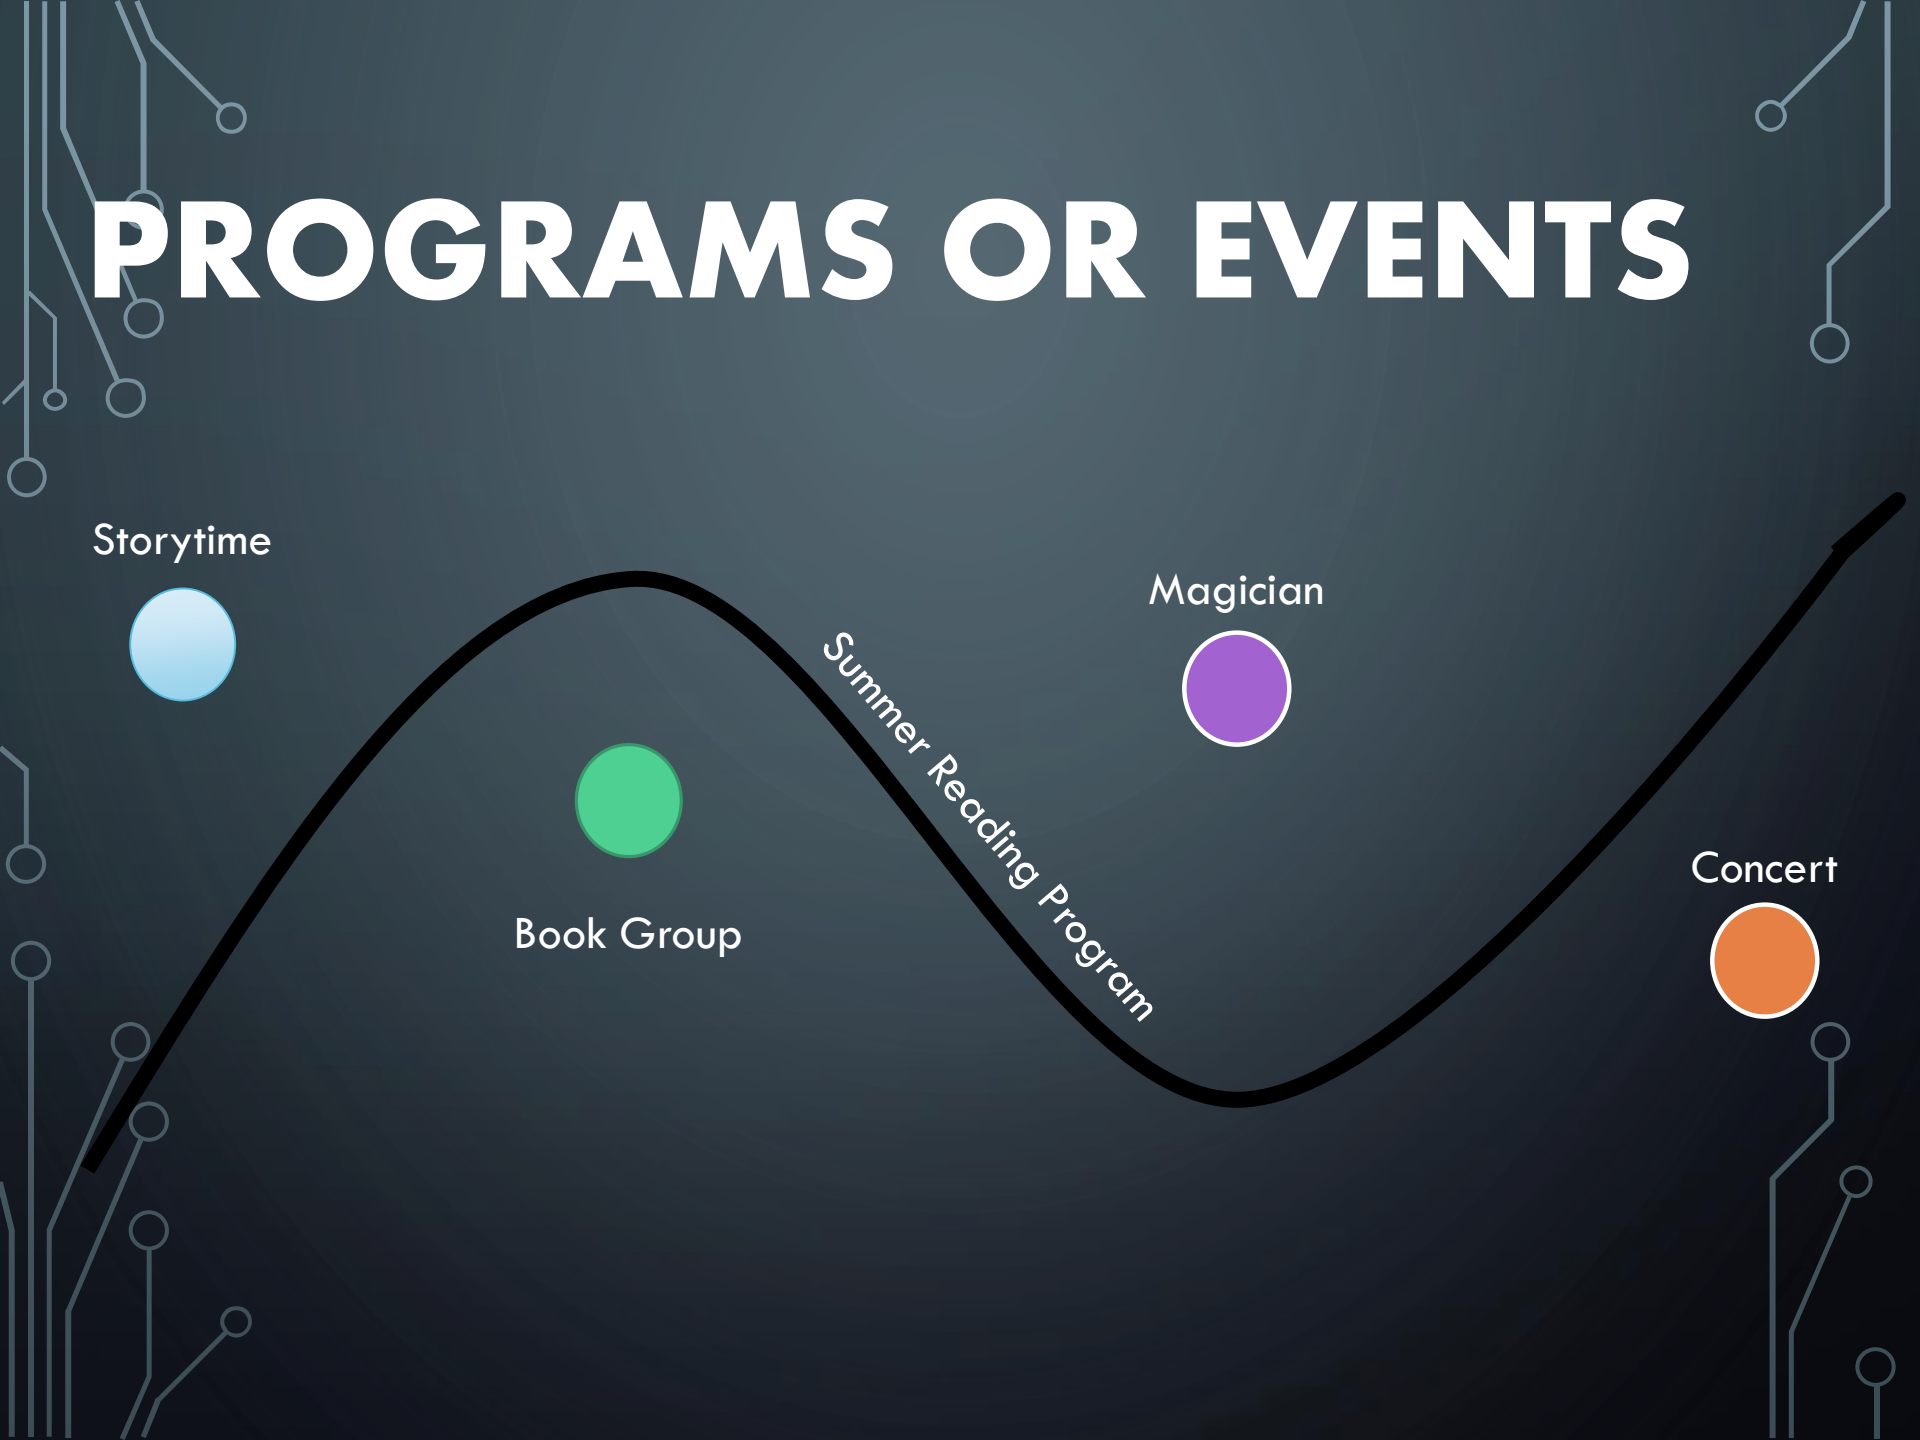 PROGRAMS OR EVENTS
Storytime
Magician
Summer Reading Program
Concert
Book Group